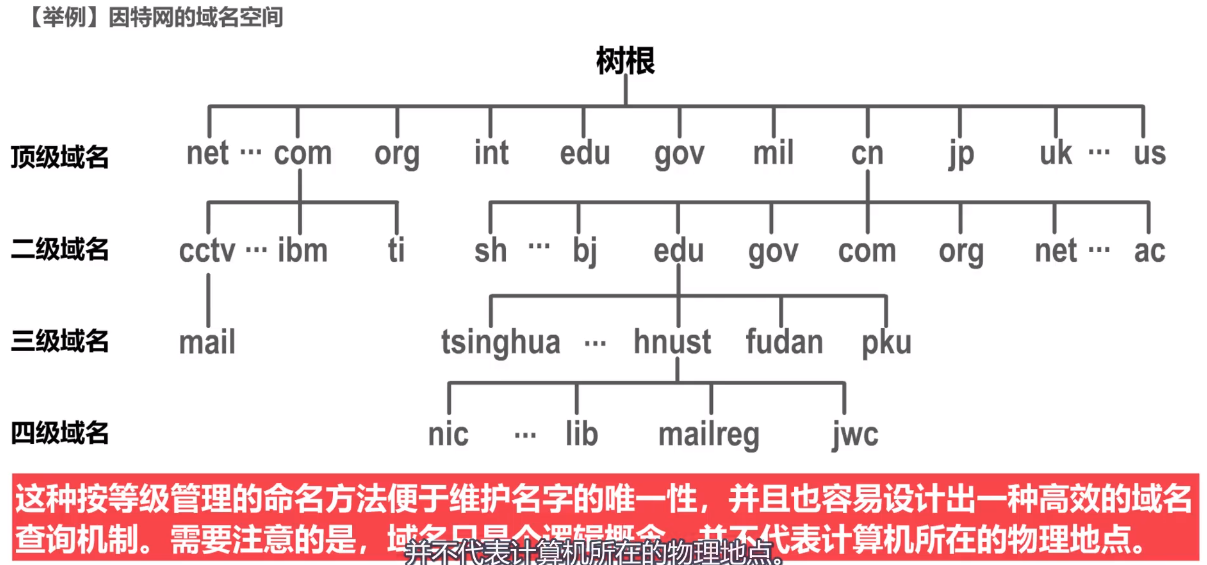 【举例】因特网的域名空间
树根
顶级域名 net ··· com org int edu gov mil cn jp uk ··· us
二级域名 cctv ··· ibm ti sh ··· bj edu gov com org net ··· ac
三级域名 mail tsinghua ··· hnust fudan pku
四级域名 nic ··· lib mailreg jwc
这种按等级管理的命名方法便于维护名字的唯一性，并且也容易设计出一种高效的域名
查询机制。需要注意的是，域名只是个逻辑概念，并不代表计算机所在的物理地点。
并不代表计算机所在的物理地点。